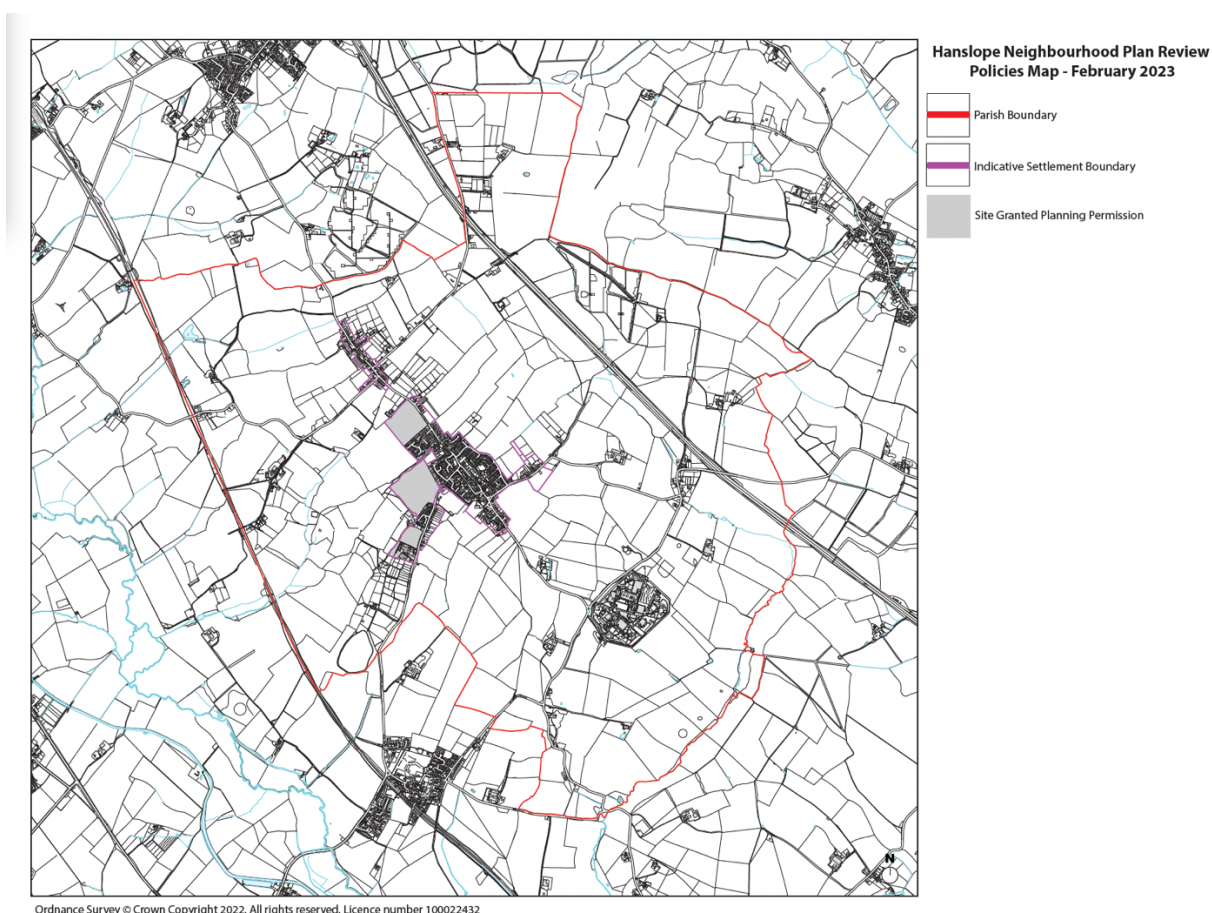 Hanslope Neighbourhood Plan Review
Policies Map - February 2023
Parish Boundary
Indicative Settlement Boundary
Site Granted Planning Permission
N
Ordnance Survey © Crown Copyright 2022. All rights reserved. Licence number 100022432